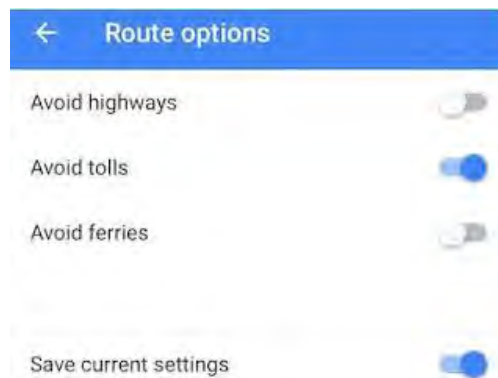 Route options
Avoid highways
Avoid tolls
Avoid ferries
Save current settings